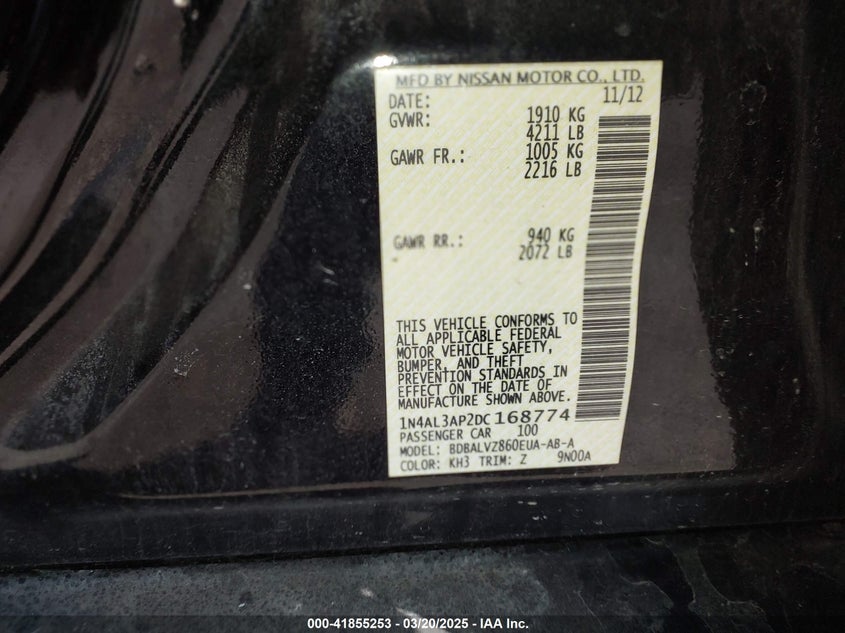 MFD BY NISSAN MOTOR CO., LTD.
DATE: 11/12
GVWR: 1910 KG
4211 LB
GAWR FR.: 1005 KG
2216 LB
GAWR RR.: 940 KG
2072 LB
THIS VEHICLE CONFORMS TO
ALL APPLICABLE FEDERAL
MOTOR VEHICLE SAFETY,
BUMPER, AND THEFT
PREVENTION STANDARDS IN
EFFECT ON THE DATE OF
MANUFACTURE SHOWN ABOVE.
1N4AL3AP2DC168774
PASSENGER CAR 100
MODEL: BDBALVZ860EUA-AB-A
COLOR: KH3 TRIM: Z 9N00A
000-41855253 - 03/20/2025 - IAA Inc.